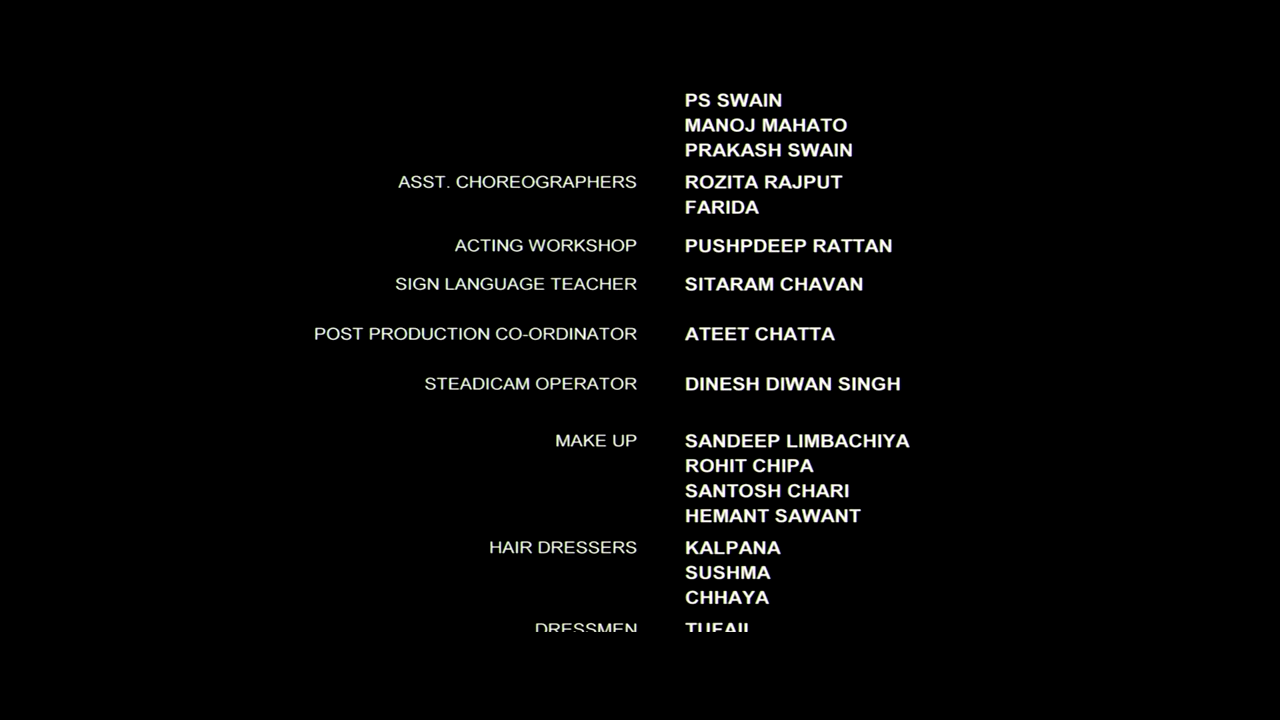 PS SWAIN
MANOJ MAHATO
PRAKASH SWAIN
ASST. CHOREOGRAPHERS ROZITA RAJPUT
FARIDA
ACTING WORKSHOP PUSHPDEEP RATTAN
SIGN LANGUAGE TEACHER SITARAM CHAVAN
POST PRODUCTION CO-ORDINATOR ATEET CHATTA
STEADICAM OPERATOR DINESH DIWAN SINGH
MAKE UP SANDEEP LIMBACHIYA
ROHIT CHIPA
SANTOSH CHARI
HEMANT SAWANT
HAIR DRESSERS KALPANA
SUSHMA
CHHAYA
DRESSMEN TUFAIL